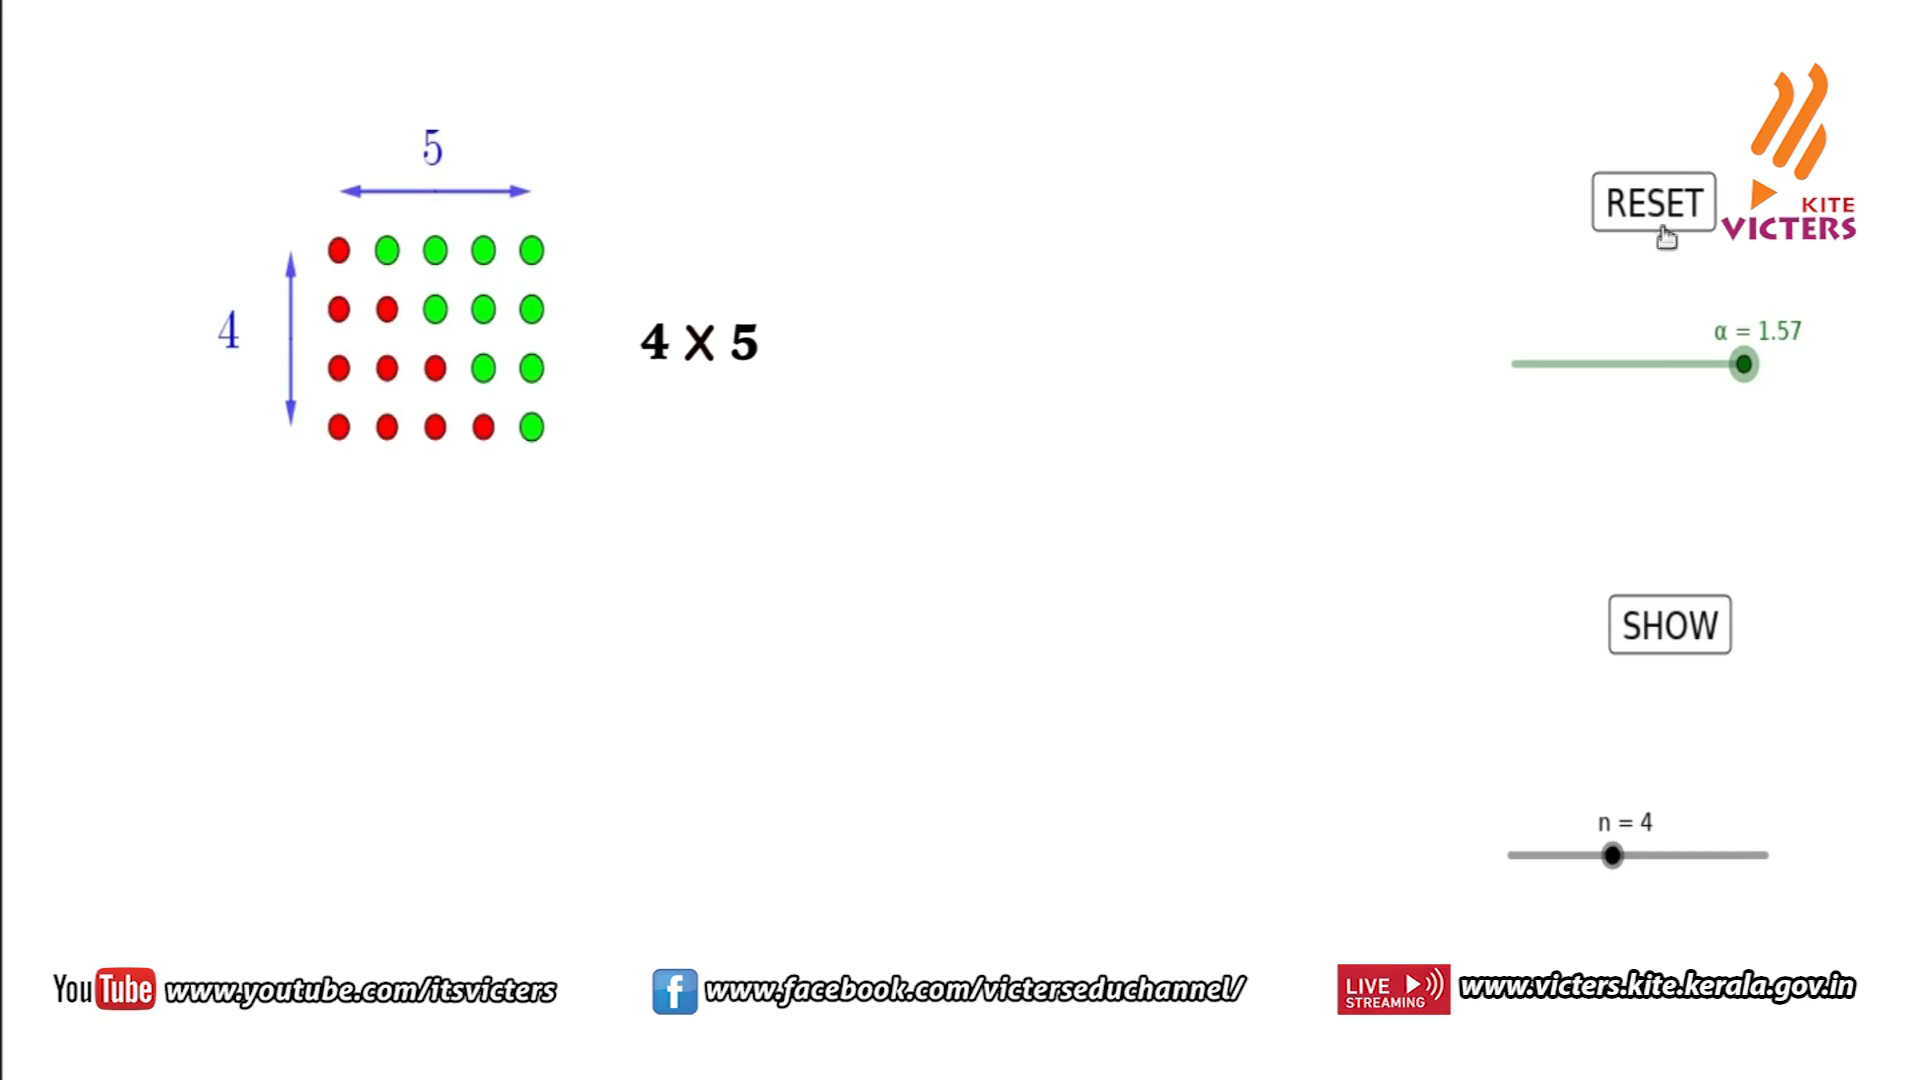 5
4
4 X 5
RESET
KITE
VICTERS
α = 1.57
SHOW
n = 4
YouTube www.youtube.com/itsvicters
f www.facebook.com/victerseduchannel/
LIVE STREAMING www.victers.kite.kerala.gov.in